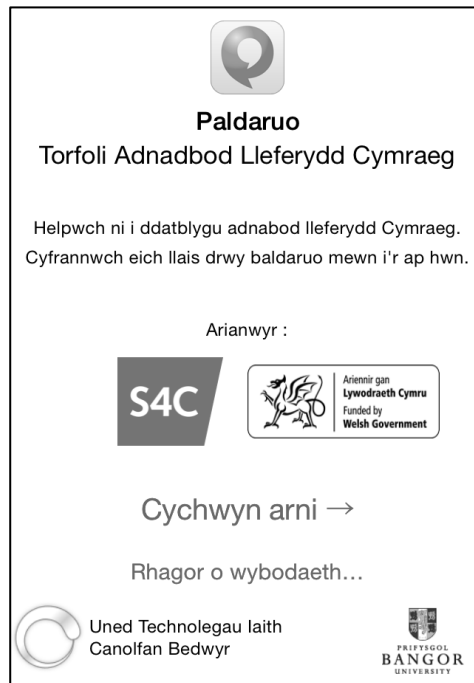 Paldaruo
Torfoli Adnadbod Lleferydd Cymraeg
Helpwch ni i ddatblygu adnabod lleferydd Cymraeg.
Cyfrannwch eich llais drwy baldaruo mewn i'r ap hwn.
Arianwyr :
S4C
Ariennir gan
Lywodraeth Cymru
Funded by
Welsh Government
Cychwyn arni →
Rhagor o wybodaeth...
Uned Technolegau Iaith
Canolfan Bedwyr
PRIFYSGOL
BANGOR
UNIVERSITY